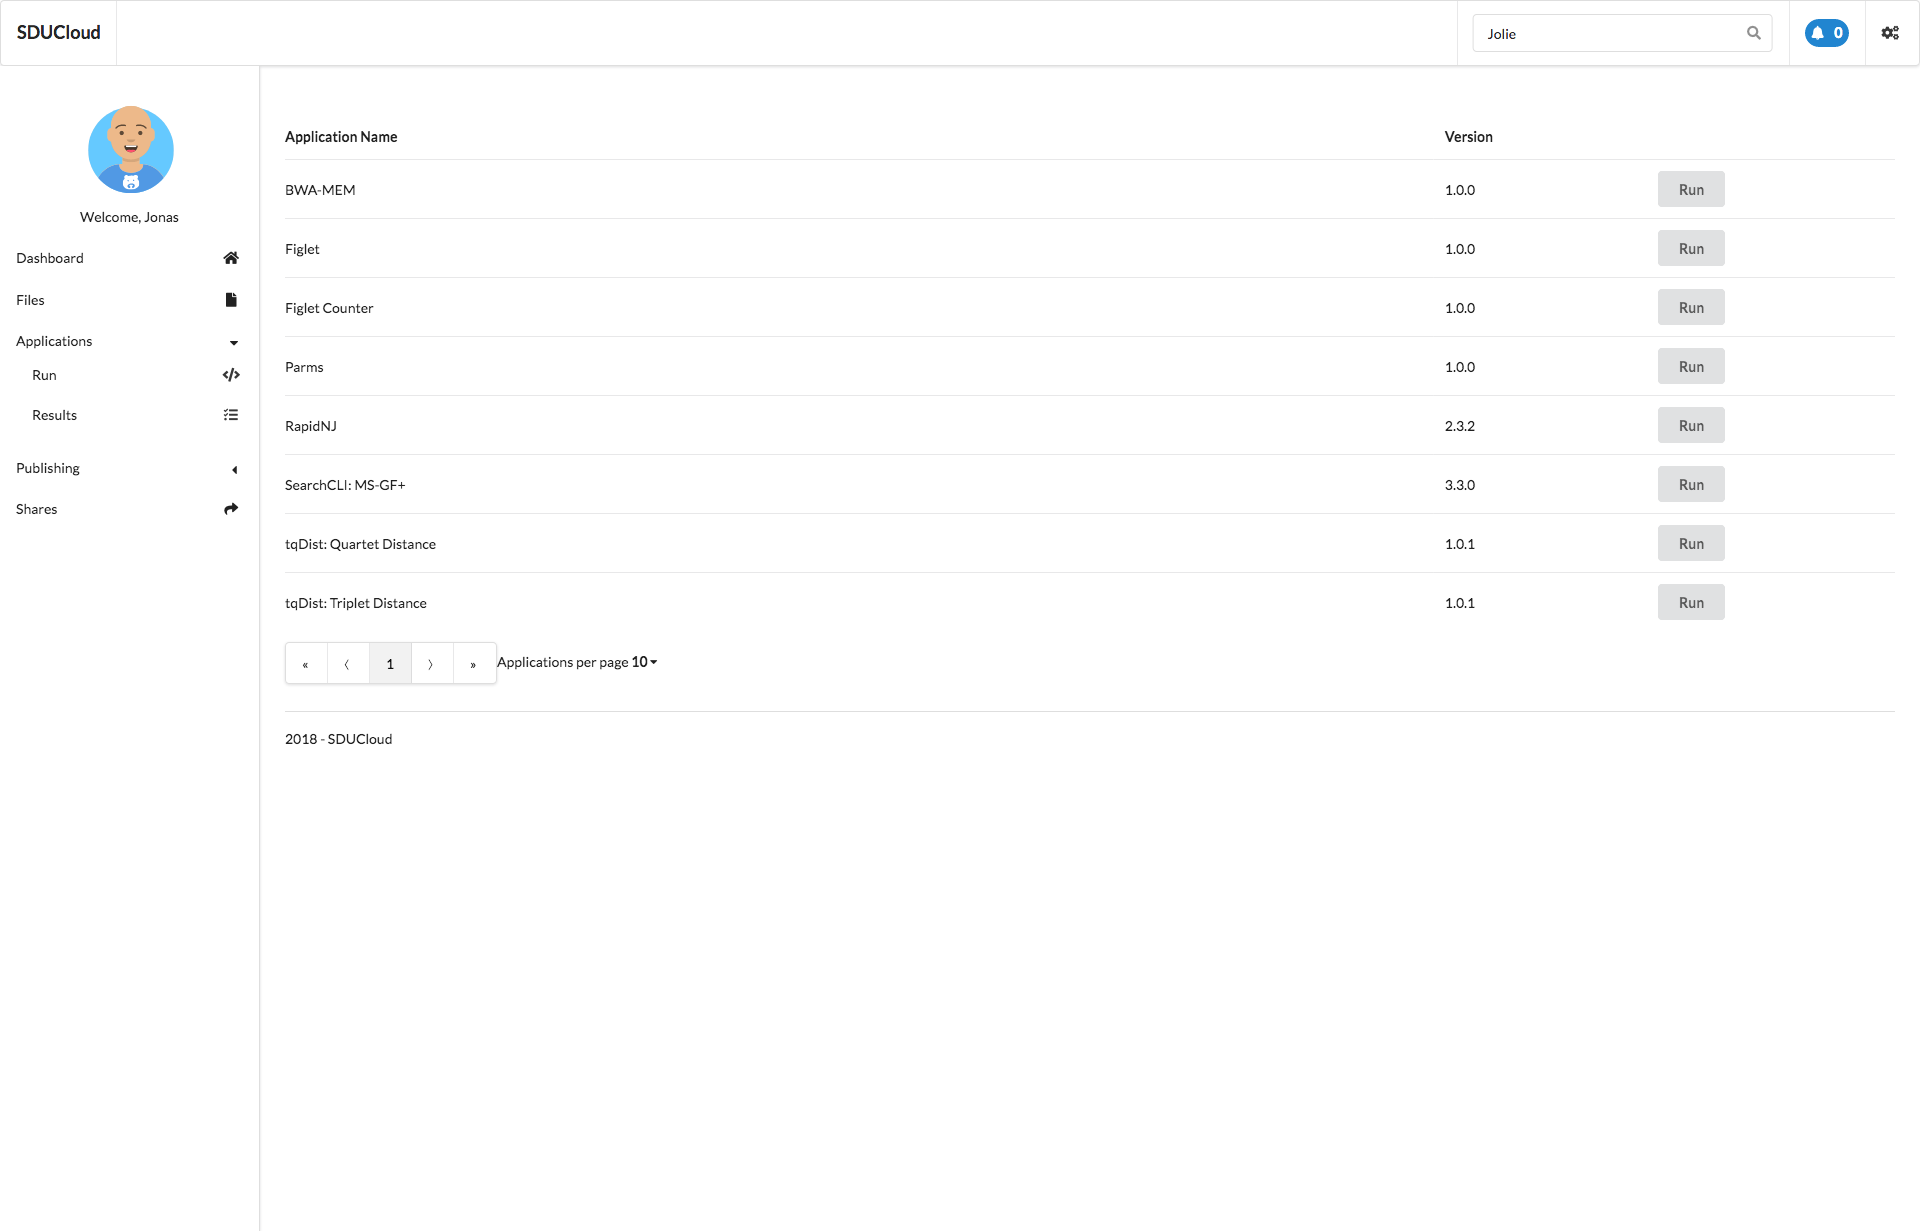 SDUCloud
Jolie
0
Welcome, Jonas
Dashboard
Files
Applications
Run
Results
Publishing
Shares
Application Name Version
BWA-MEM 1.0.0 Run
Figlet 1.0.0 Run
Figlet Counter 1.0.0 Run
Parms 1.0.0 Run
RapidNJ 2.3.2 Run
SearchCLI: MS-GF+ 3.3.0 Run
tqDist: Quartet Distance 1.0.1 Run
tqDist: Triplet Distance 1.0.1 Run
« ⟨ 1 ⟩ » Applications per page 10
2018 - SDUCloud